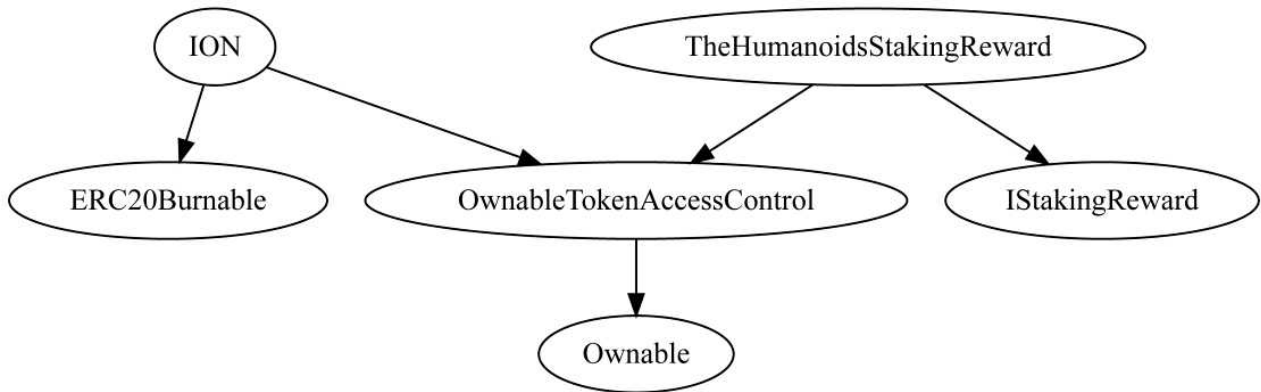 ION
TheHumanoidsStakingReward
ERC20Burnable
OwnableTokenAccessControl
IStakingReward
Ownable